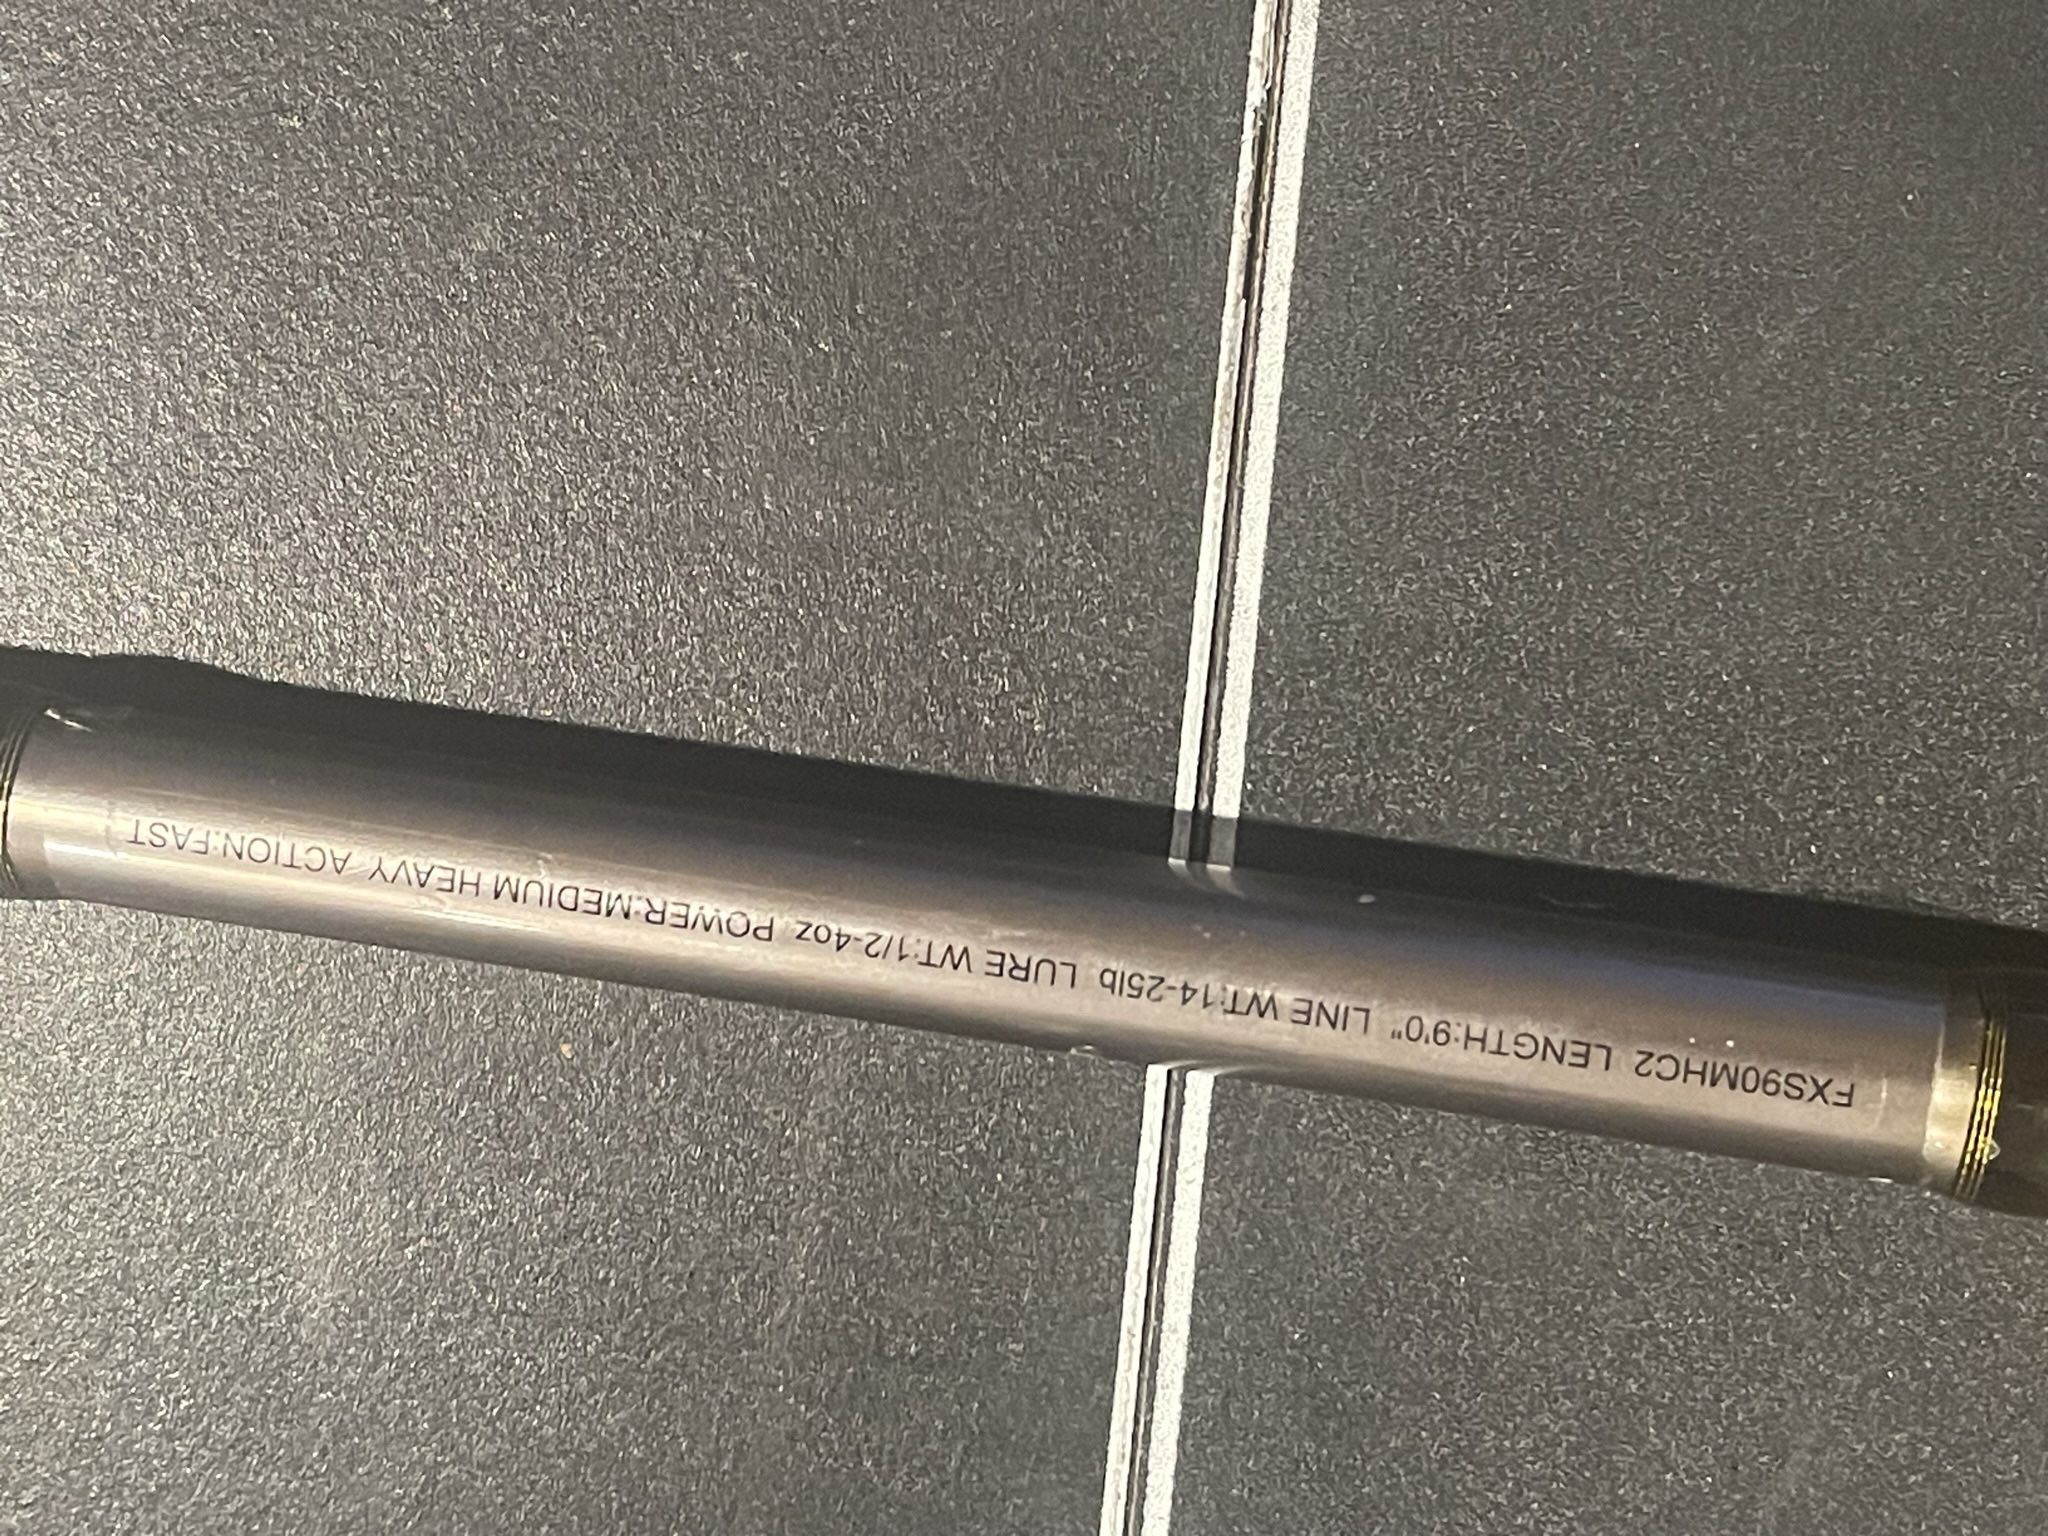 FXS90MHC2 LENGTH:9'0" LINE WT:14-25lb LURE WT:1/2-4oz POWER:MEDIUM HEAVY ACTION:FAST